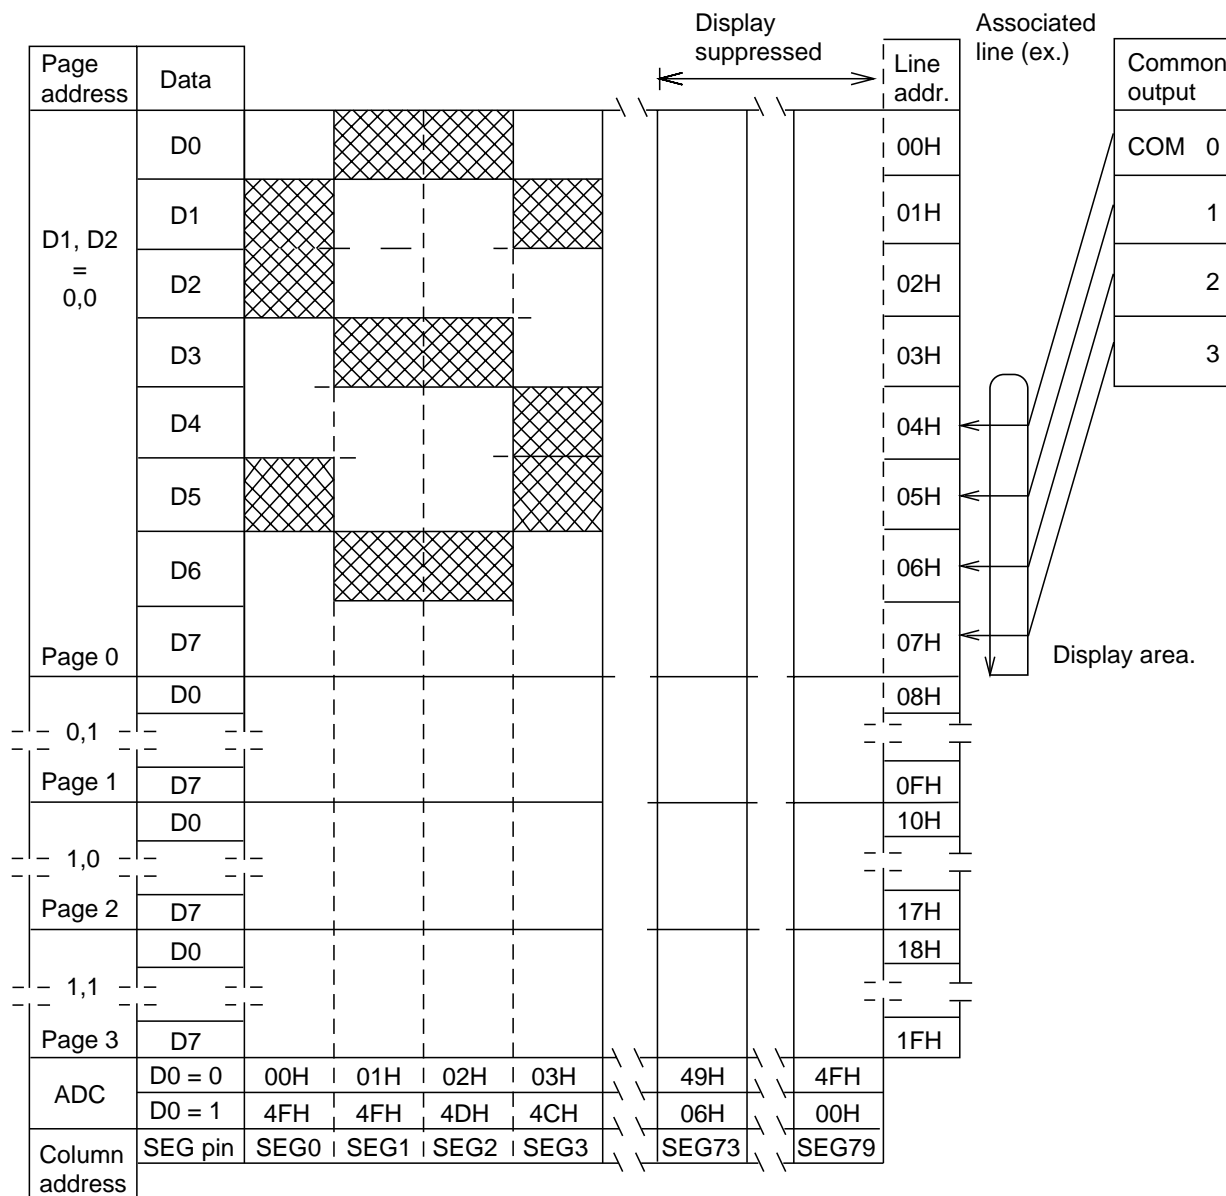 Display
suppressed
Associated
line (ex.)
Page
address
Data
Line
addr.
Common
output
D0
00H
COM 0
D1
01H
1
D1, D2
=
0,0
D2
02H
2
D3
03H
3
D4
04H
D5
05H
D6
06H
Page 0
D7
07H
Display area.
D0
08H
0,1
Page 1
D7
0FH
D0
10H
1,0
Page 2
D7
17H
D0
18H
1,1
Page 3
D7
1FH
ADC
D0 = 0 00H 01H 02H 03H 49H 4FH
D0 = 1 4FH 4FH 4DH 4CH 06H 00H
Column
address
SEG pin SEG0 SEG1 SEG2 SEG3 SEG73 SEG79